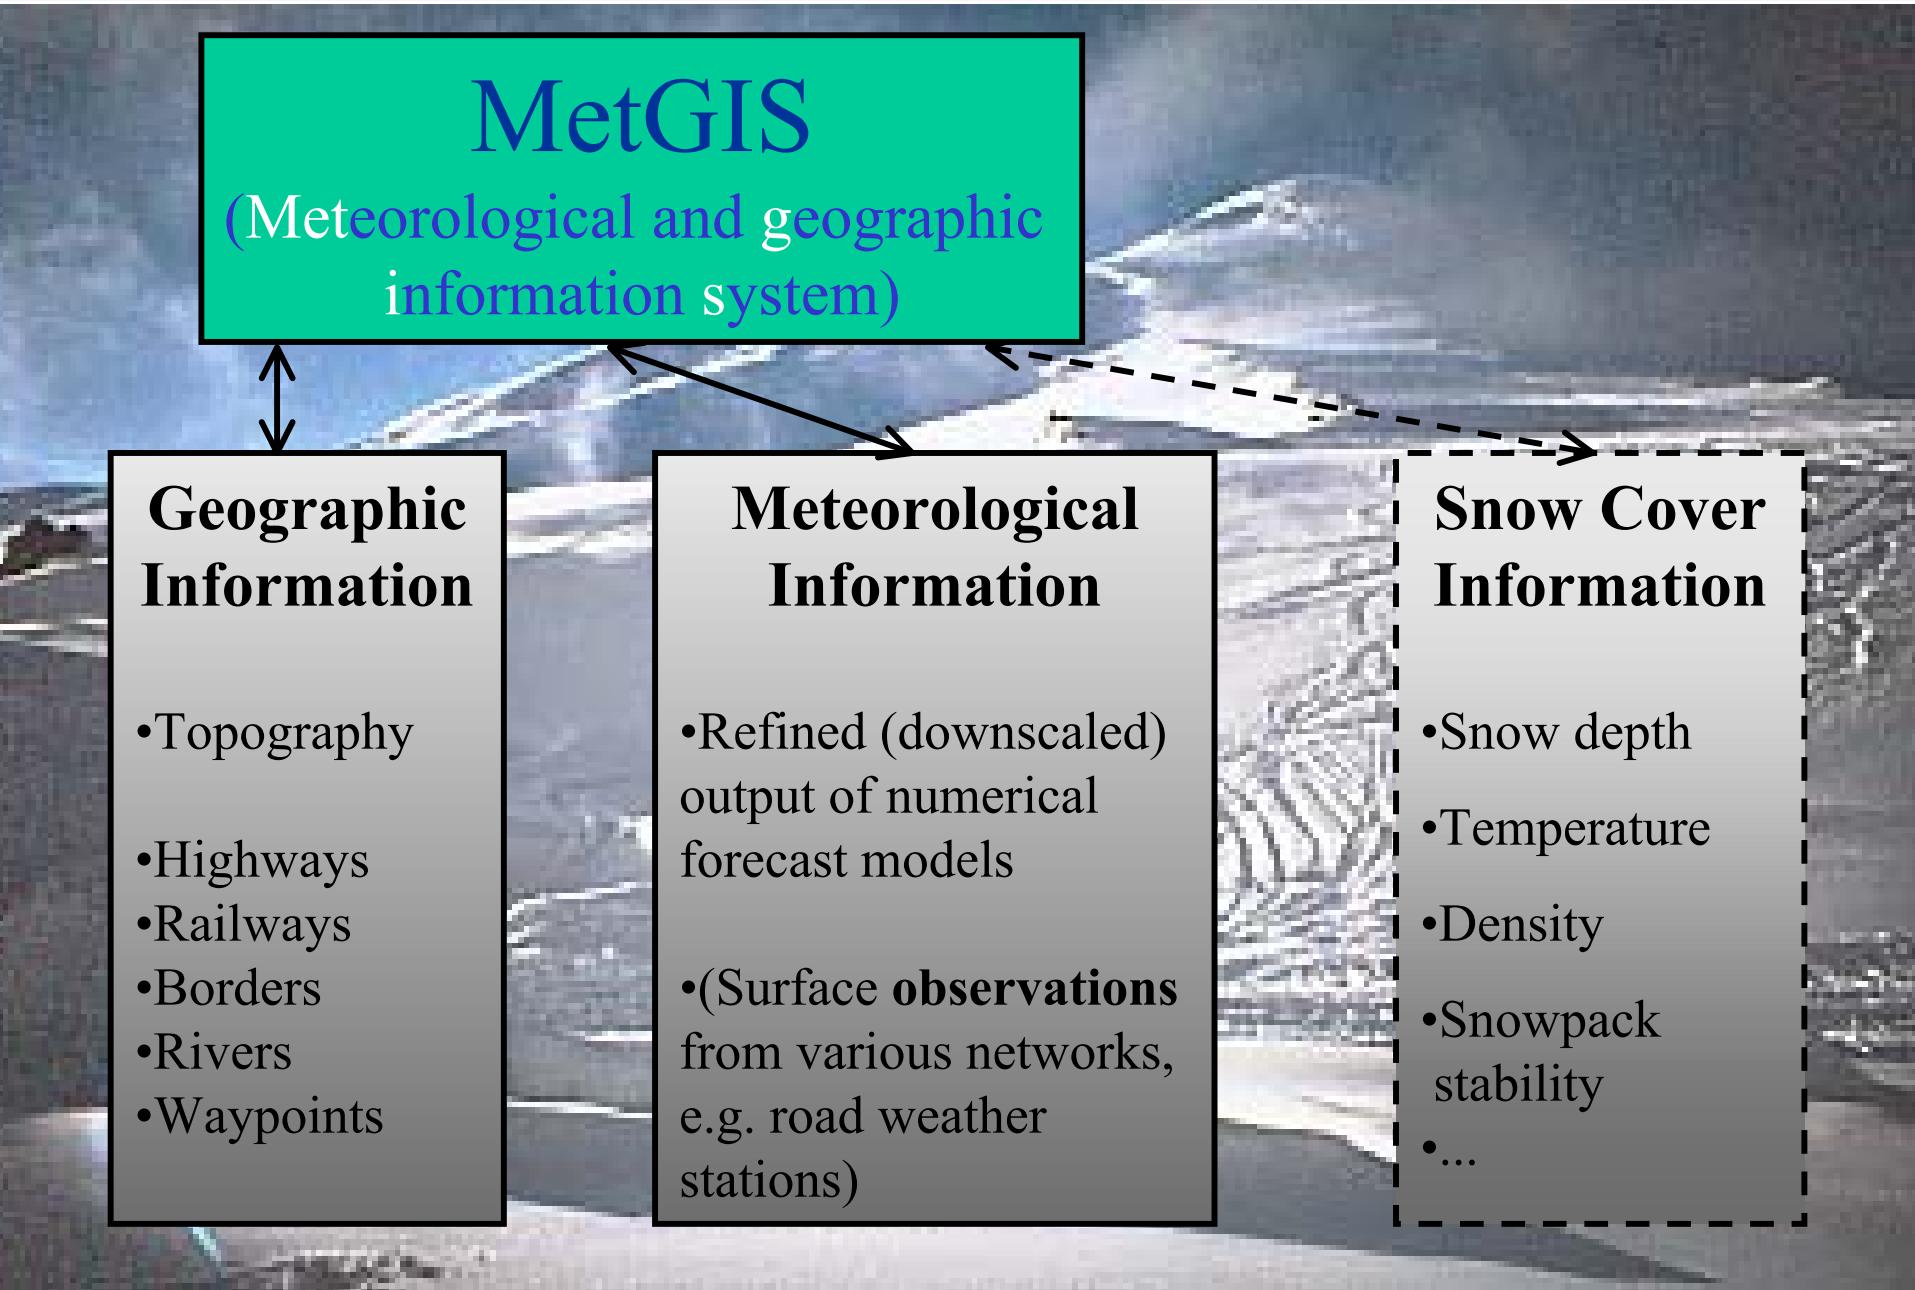 MetGIS
(Meteorological and geographic
information system)
Geographic
Information
•Topography
•Highways
•Railways
•Borders
•Rivers
•Waypoints
Meteorological
Information
•Refined (downscaled)
output of numerical
forecast models
•(Surface observations
from various networks,
e.g. road weather
stations)
Snow Cover
Information
•Snow depth
•Temperature
•Density
•Snowpack
stability
•...